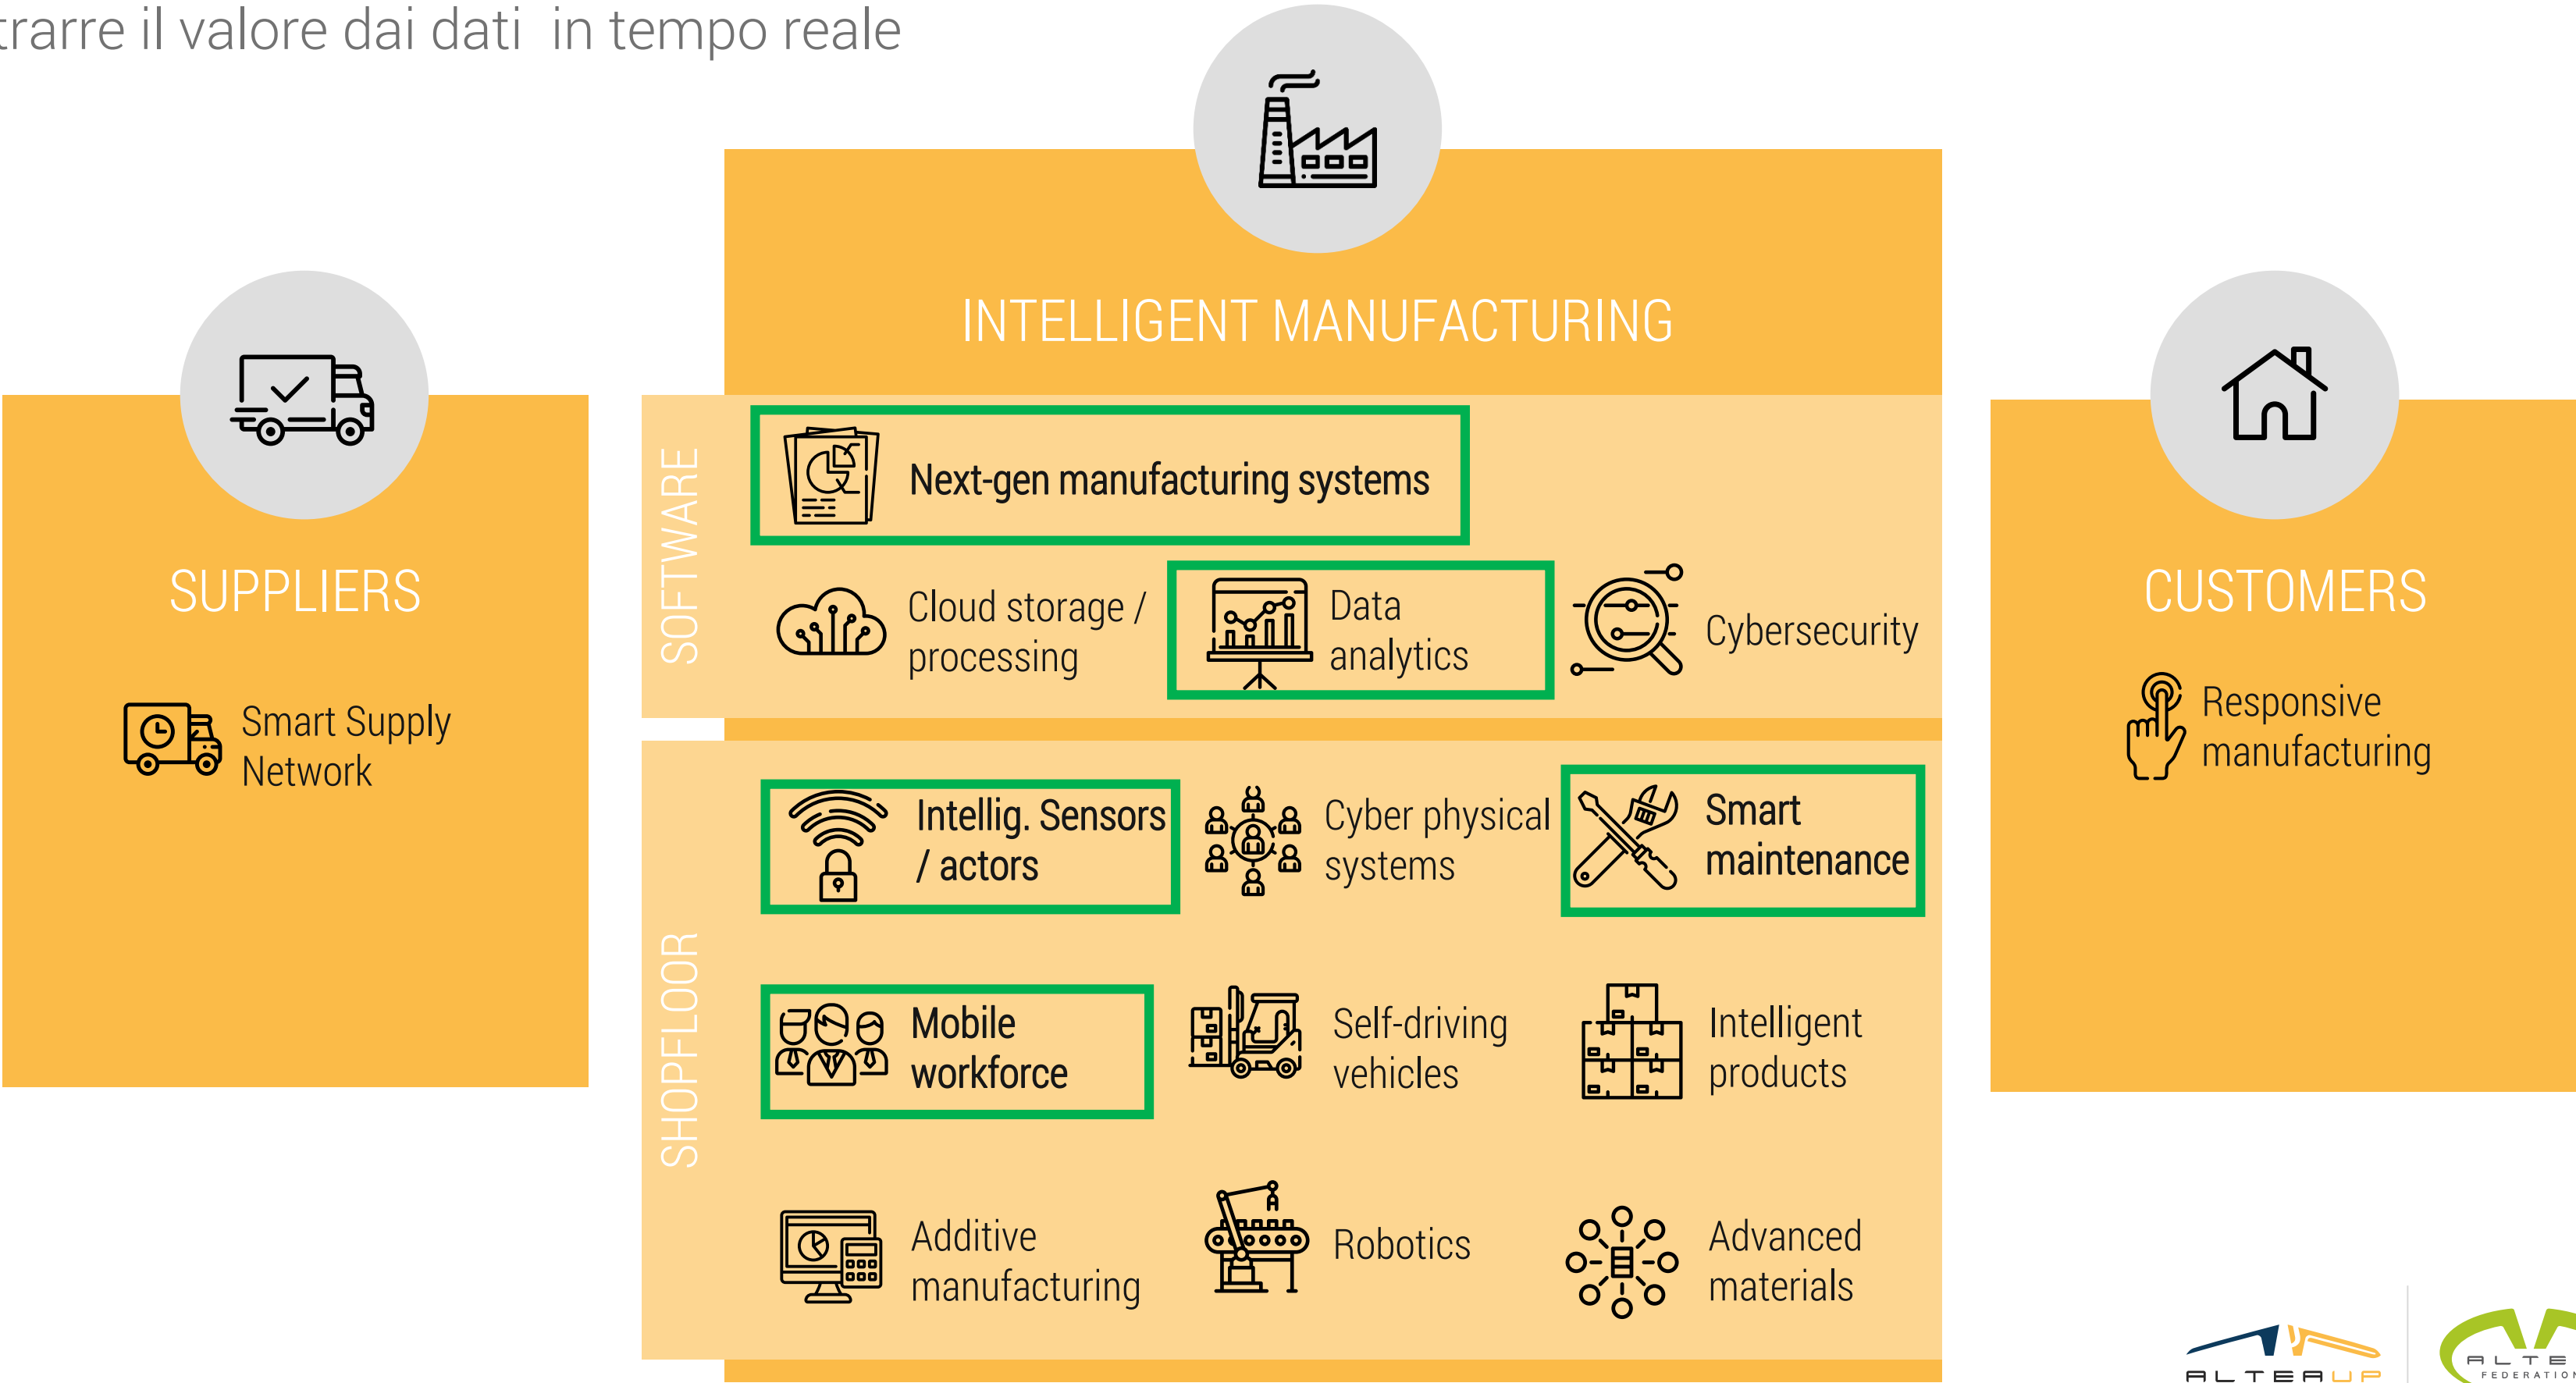 trarre il valore dai dati in tempo reale
SUPPLIERS
Smart Supply
Network
INTELLIGENT MANUFACTURING
SOFTWARE
Next-gen manufacturing systems
Cloud storage /
processing
Data
analytics
Cybersecurity
SHOPFLOOR
Intellig. Sensors
/ actors
Cyber physical
systems
Smart
maintenance
Mobile
workforce
Self-driving
vehicles
Intelligent
products
Additive
manufacturing
Robotics
Advanced
materials
CUSTOMERS
Responsive
manufacturing
ALTEAUP
ALTE
FEDERATION